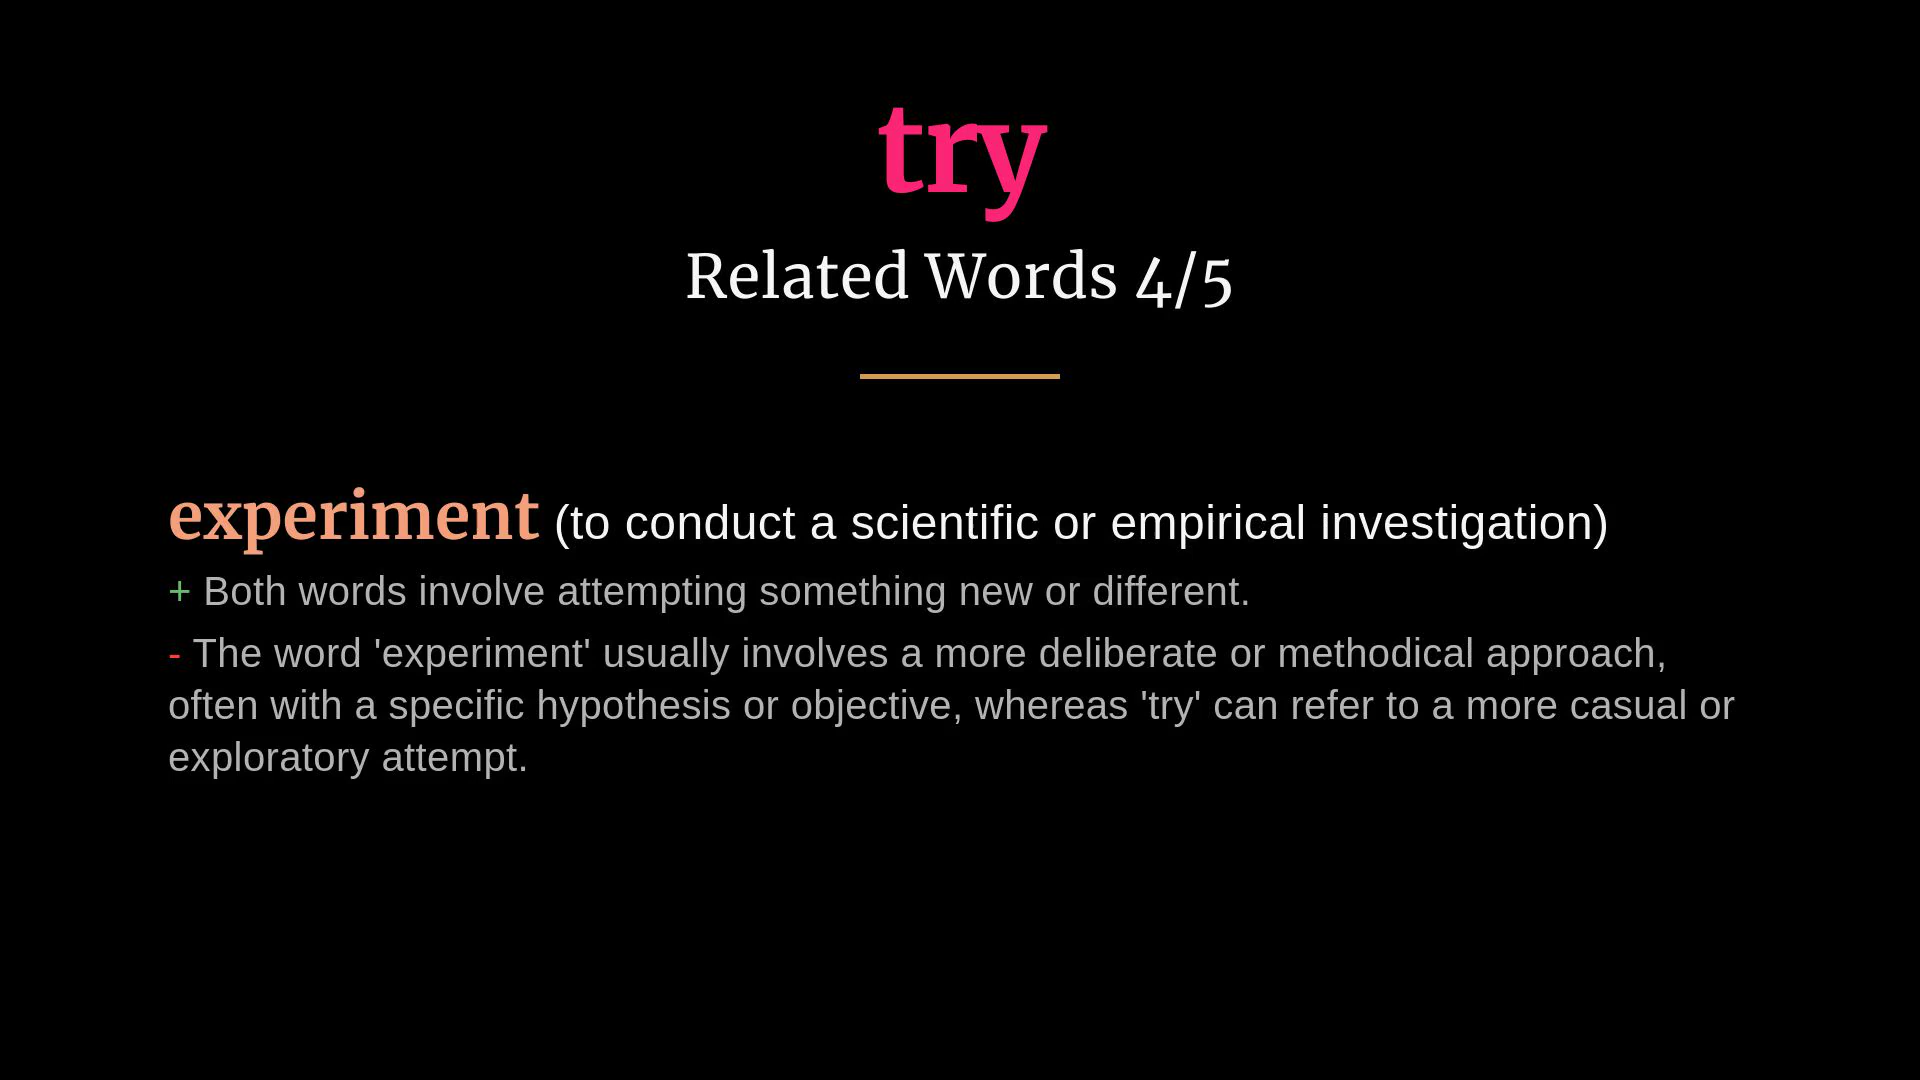 try
Related Words 4/5
experiment (to conduct a scientific or empirical investigation)
+ Both words involve attempting something new or different.
- The word 'experiment' usually involves a more deliberate or methodical approach,
often with a specific hypothesis or objective, whereas 'try' can refer to a more casual or
exploratory attempt.